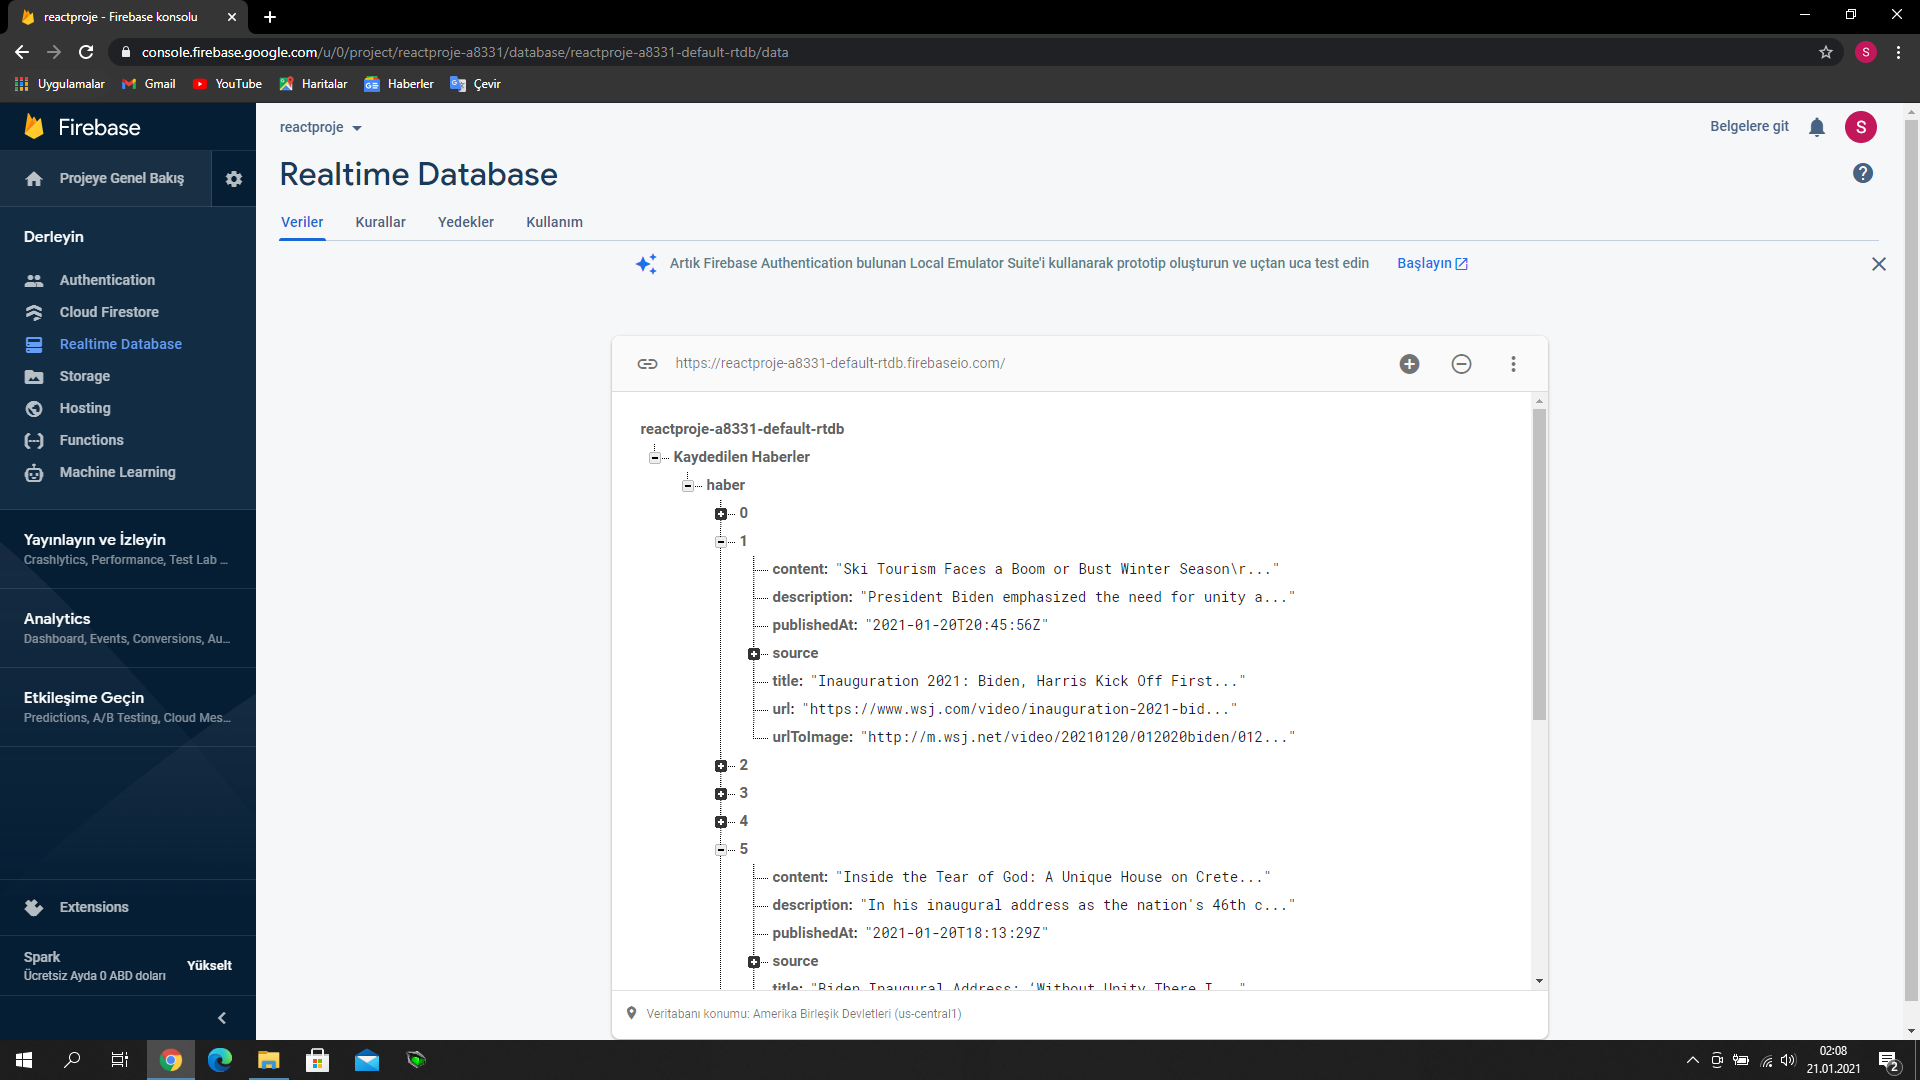 reactproje - Firebase konsolu
console.firebase.google.com/u/0/project/reactproje-a8331/database/reactproje-a8331-default-rtdb/data
S
Uygulamalar Gmail YouTube Haritalar Haberler Çevir
Firebase
reactproje
Belgelere git
S
Projeye Genel Bakış
Realtime Database
Veriler Kurallar Yedekler Kullanım
Derleyin
Artık Firebase Authentication bulunan Local Emulator Suite'i kullanarak prototip oluşturun ve uçtan uca test edin Başlayın
Authentication
Cloud Firestore
Realtime Database
Storage
Hosting
Functions
Machine Learning
Yayınlayın ve İzleyin
Crashlytics, Performance, Test Lab ...
Analytics
Dashboard, Events, Conversions, Au...
Etkileşime Geçin
Predictions, A/B Testing, Cloud Mes...
Extensions
Spark
Ücretsiz Ayda 0 ABD doları
Yükselt
https://reactproje-a8331-default-rtdb.firebaseio.com/
reactproje-a8331-default-rtdb
Kaydedilen Haberler
haber
0
1
content: "Ski Tourism Faces a Boom or Bust Winter Season\r..."
description: "President Biden emphasized the need for unity a..."
publishedAt: "2021-01-20T20:45:56Z"
source
title: "Inauguration 2021: Biden, Harris Kick Off First..."
url: "https://www.wsj.com/video/inauguration-2021-bid..."
urlToImage: "http://m.wsj.net/video/20210120/012020biden/012..."
2
3
4
5
content: "Inside the Tear of God: A Unique House on Crete..."
description: "In his inaugural address as the nation's 46th c..."
publishedAt: "2021-01-20T18:13:29Z"
source
title: "Biden Inaugural Address: ‘Without Unity There I..."
Veritabanı konumu: Amerika Birleşik Devletleri (us-central1)
02:08
21.01.2021
2